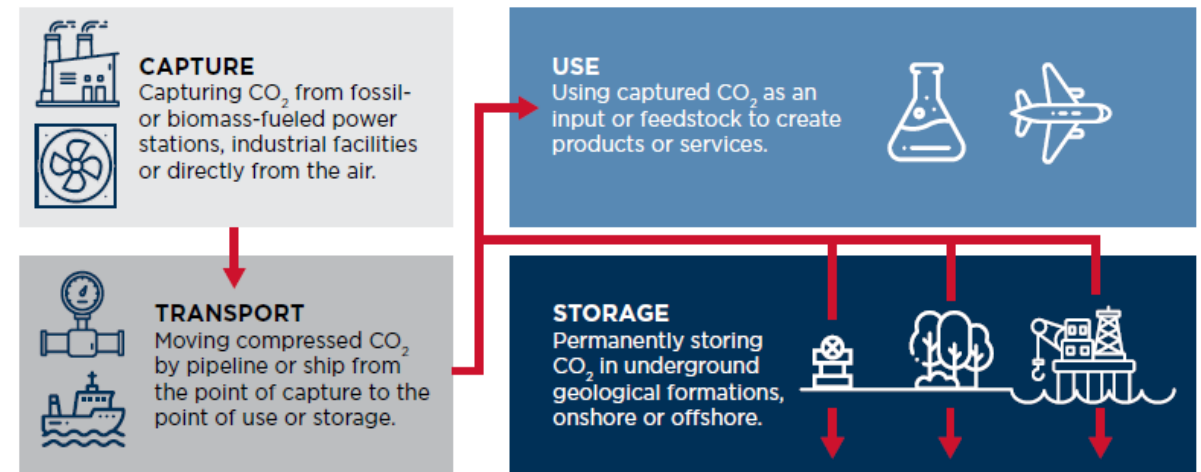 CAPTURE
Capturing CO₂ from fossil-
or biomass-fueled power
stations, industrial facilities
or directly from the air.
TRANSPORT
Moving compressed CO₂
by pipeline or ship from
the point of capture to the
point of use or storage.
USE
Using captured CO₂ as an
input or feedstock to create
products or services.
STORAGE
Permanently storing
CO₂ in underground
geological formations,
onshore or offshore.